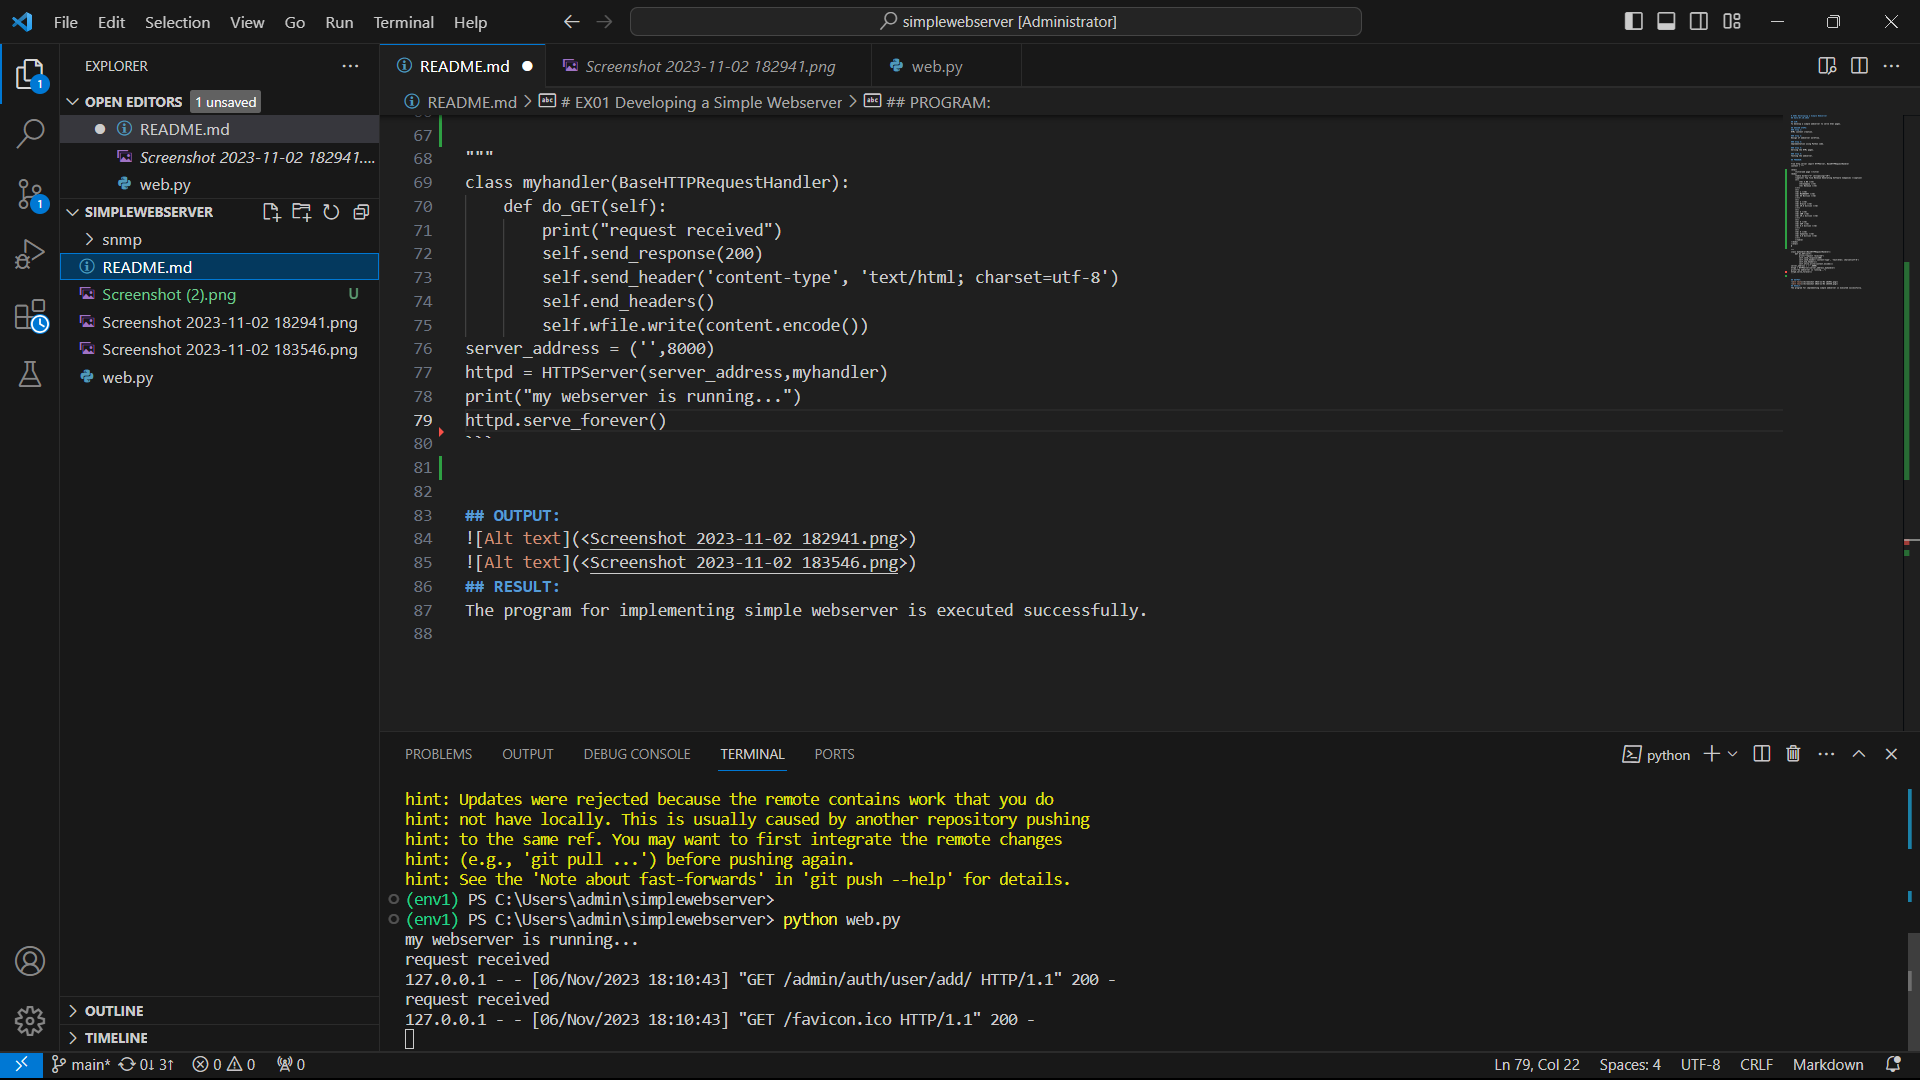 File Edit Selection View Go Run Terminal Help
simplewebserver [Administrator]
EXPLORER
OPEN EDITORS 1 unsaved
README.md
Screenshot 2023-11-02 182941....
web.py
SIMPLEWEBSERVER
snmp
README.md
Screenshot (2).png U
Screenshot 2023-11-02 182941.png
Screenshot 2023-11-02 183546.png
web.py
OUTLINE
TIMELINE
1
1
README.md
Screenshot 2023-11-02 182941.png
web.py
README.md > # EX01 Developing a Simple Webserver > ## PROGRAM:
67
68 """
69 class myhandler(BaseHTTPRequestHandler):
70 def do_GET(self):
71 print("request received")
72 self.send_response(200)
73 self.send_header('content-type', 'text/html; charset=utf-8')
74 self.end_headers()
75 self.wfile.write(content.encode())
76 server_address = ('',8000)
77 httpd = HTTPServer(server_address,myhandler)
78 print("my webserver is running...")
79 httpd.serve_forever()
80 ```
81
82
83 ## OUTPUT:
84 ![Alt text](<Screenshot 2023-11-02 182941.png>)
85 ![Alt text](<Screenshot 2023-11-02 183546.png>)
86 ## RESULT:
87 The program for implementing simple webserver is executed successfully.
88
PROBLEMS OUTPUT DEBUG CONSOLE TERMINAL PORTS
python
hint: Updates were rejected because the remote contains work that you do
hint: not have locally. This is usually caused by another repository pushing
hint: to the same ref. You may want to first integrate the remote changes
hint: (e.g., 'git pull ...') before pushing again.
hint: See the 'Note about fast-forwards' in 'git push --help' for details.
(env1) PS C:\Users\admin\simplewebserver>
(env1) PS C:\Users\admin\simplewebserver> python web.py
my webserver is running...
request received
127.0.0.1 - - [06/Nov/2023 18:10:43] "GET /admin/auth/user/add/ HTTP/1.1" 200 -
request received
127.0.0.1 - - [06/Nov/2023 18:10:43] "GET /favicon.ico HTTP/1.1" 200 -
main* 0↓ 3↑ 0 0 0
Ln 79, Col 22 Spaces: 4 UTF-8 CRLF Markdown